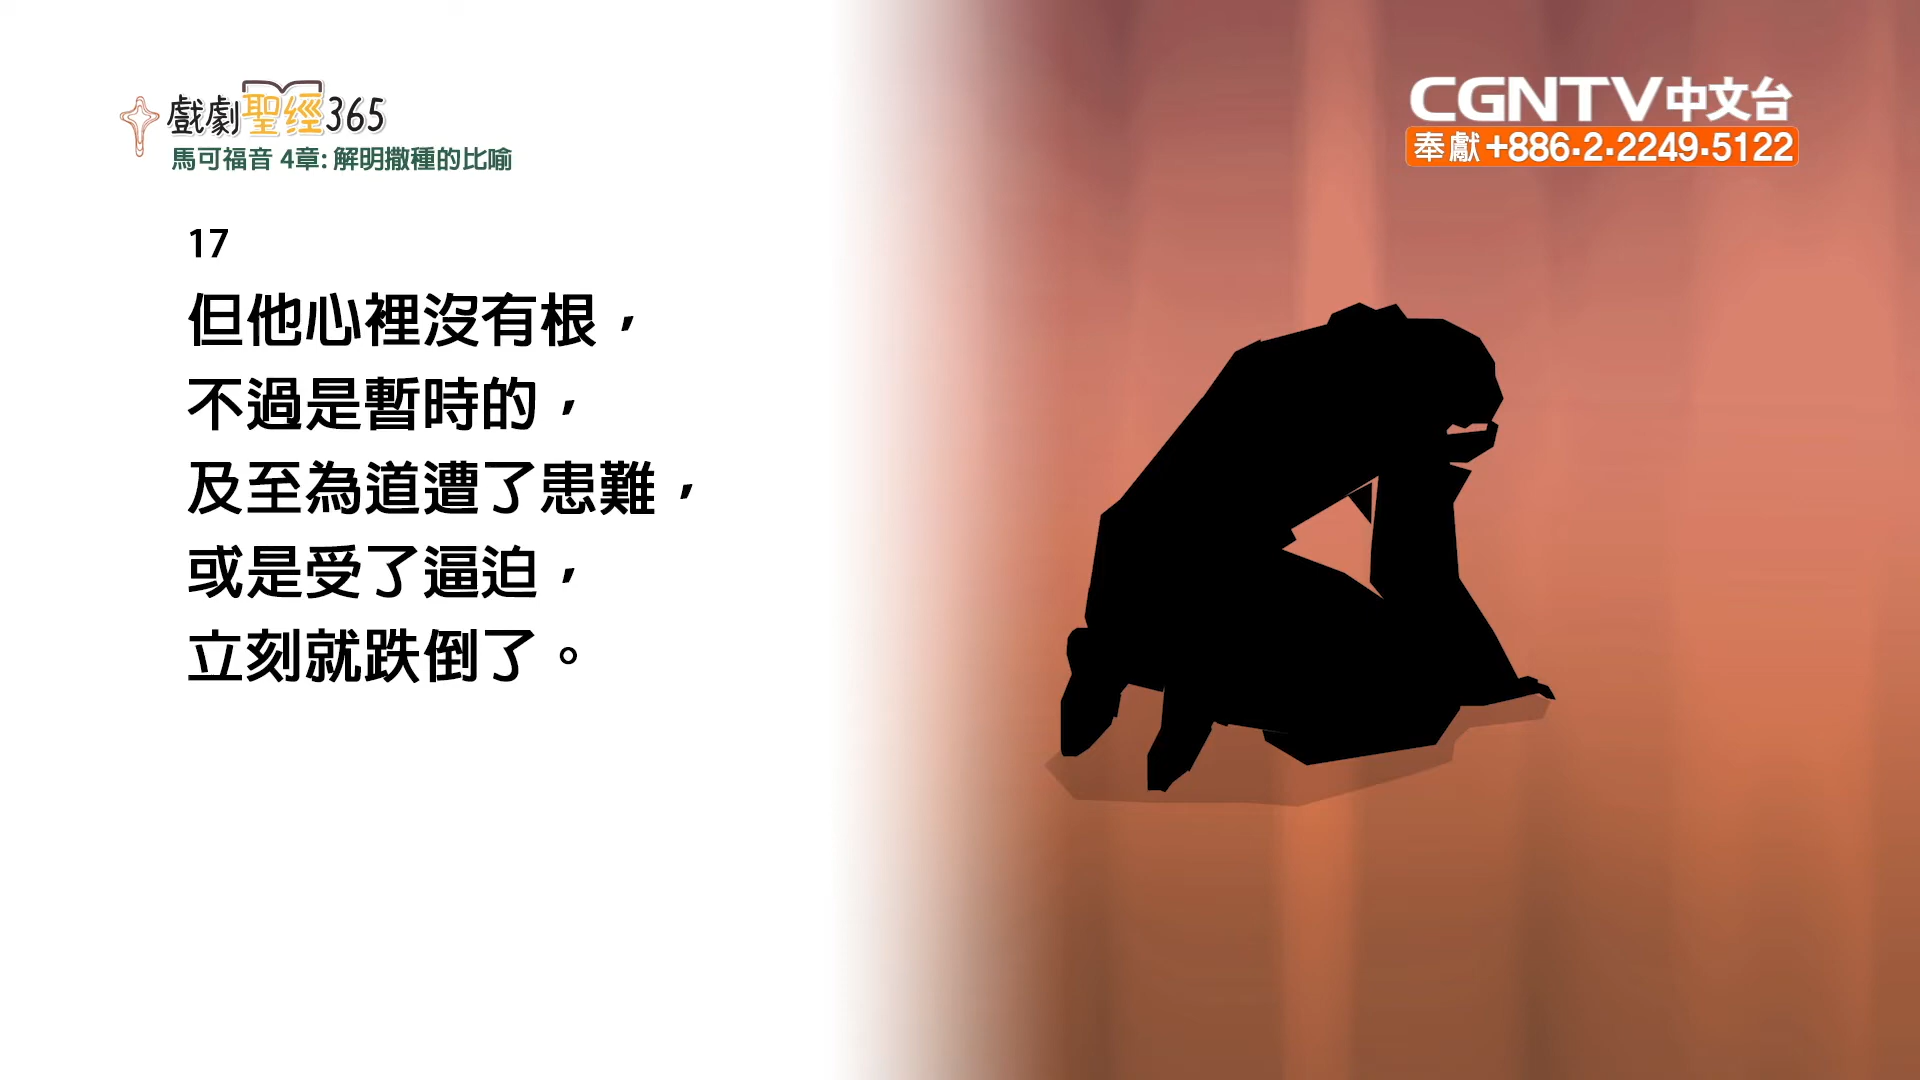 戲劇聖經365
馬可福音 4章: 解明撒種的比喻
CGNTV中文台
奉獻 +886·2·2249·5122
17
但他心裡沒有根，
不過是暫時的，
及至為道遭了患難，
或是受了逼迫，
立刻就跌倒了。